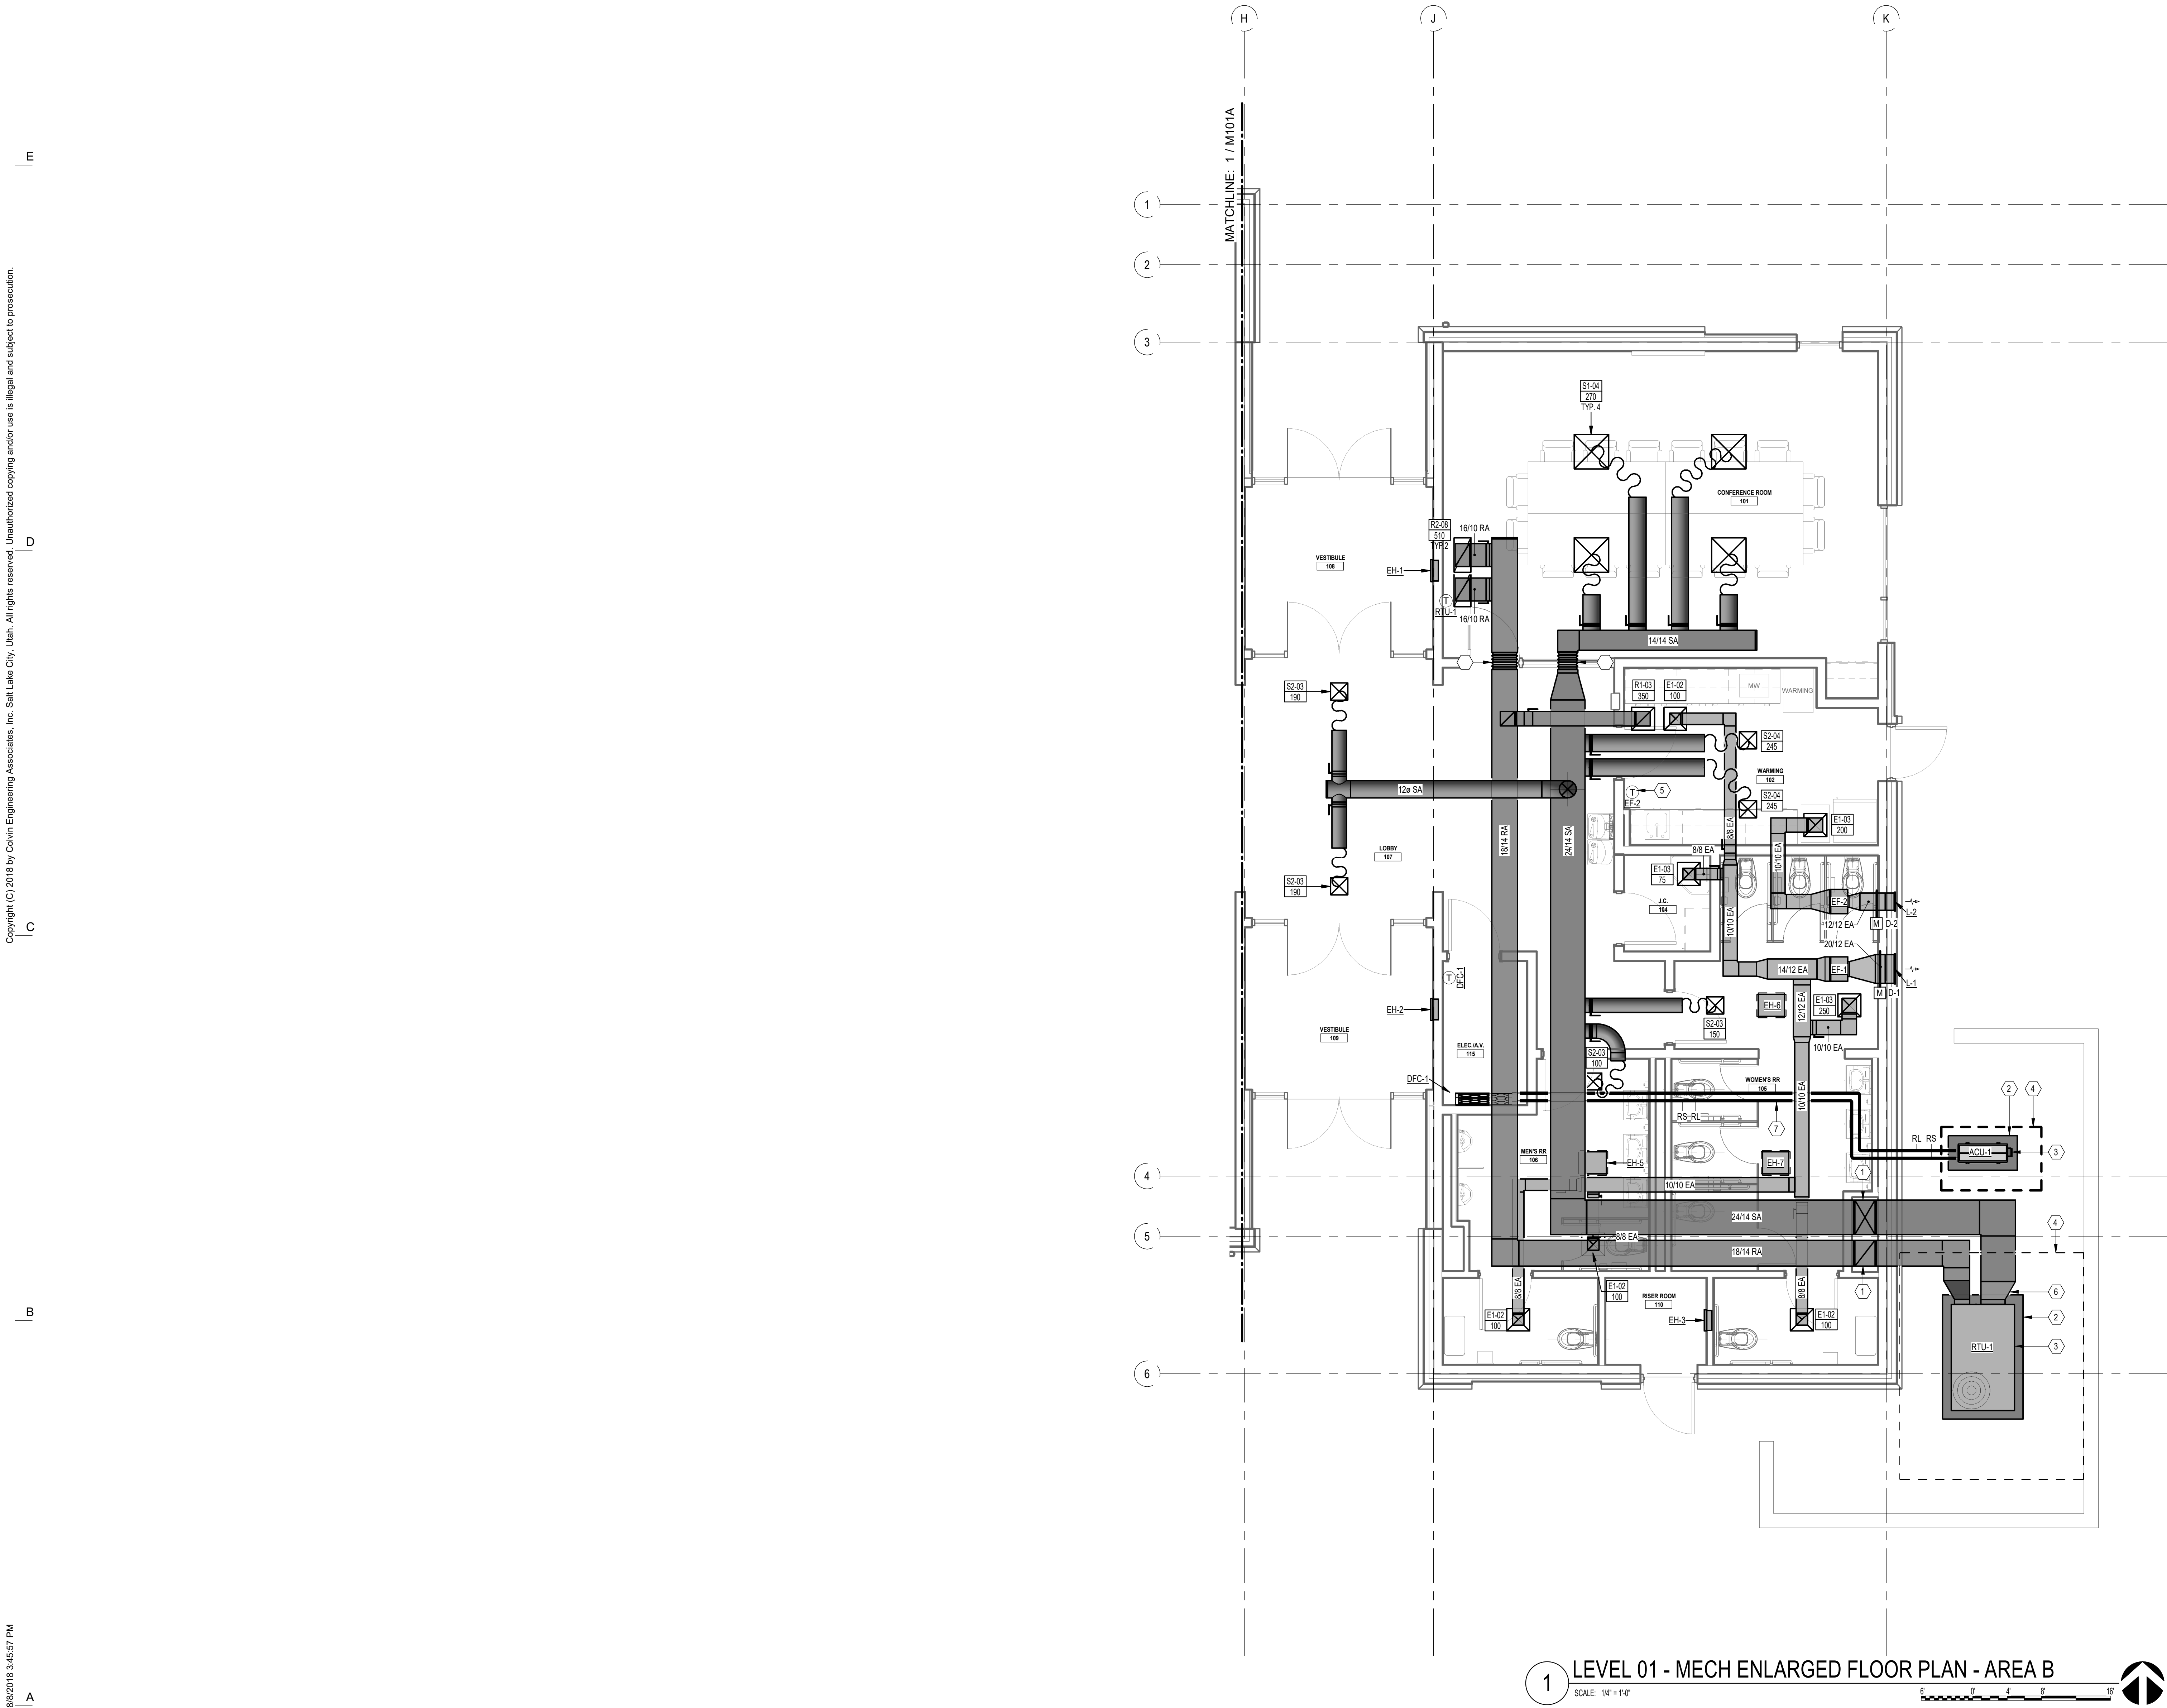 H
J
K
MATCHLINE: 1 / M101A
E
1
2
3
S1-04
270
TYP. 4
CONFERENCE ROOM
101
R2-08
510
TYP.2
16/10 RA
D
VESTIBULE
108
EH-1
T
RTU-1
16/10 RA
14/14 SA
S2-03
190
R1-03
350
E1-02
100
MW
WARMING
S2-04
245
WARMING
102
12ø SA
T
EF-2
5
S2-04
245
18/14 RA
24/14 SA
8/8 EA
E1-03
200
LOBBY
107
8/8 EA
10/10 EA
E1-03
75
S2-03
190
J.C.
104
EF-2
L-2
12/12 EA
M
D-2
10/10 EA
C
20/12 EA
T
DFC-1
14/12 EA
EF-1
L-1
M
D-1
EH-2
EH-6
12/12 EA
E1-03
250
S2-03
150
VESTIBULE
109
ELEC./A.V.
115
10/10 EA
S2-03
100
DFC-1
WOMEN'S RR
105
10/10 EA
RS RL
7
2
4
RL RS
ACU-1
3
MEN'S RR
106
EH-5
EH-7
1
4
10/10 EA
24/14 SA
4
5
8/8 EA
18/14 RA
8/8 EA
8/8 EA
E1-02
100
1
6
RISER ROOM
110
E1-02
100
EH-3
E1-02
100
2
B
RTU-1
3
6
Copyright (C) 2018 by Colvin Engineering Associates, Inc. Salt Lake City, Utah. All rights reserved. Unauthorized copying and/or use is illegal and subject to prosecution.
8/8/2018 3:45:57 PM
A
1
LEVEL 01 - MECH ENLARGED FLOOR PLAN - AREA B
SCALE: 1/4" = 1'-0"
6' 0' 4' 8' 16'